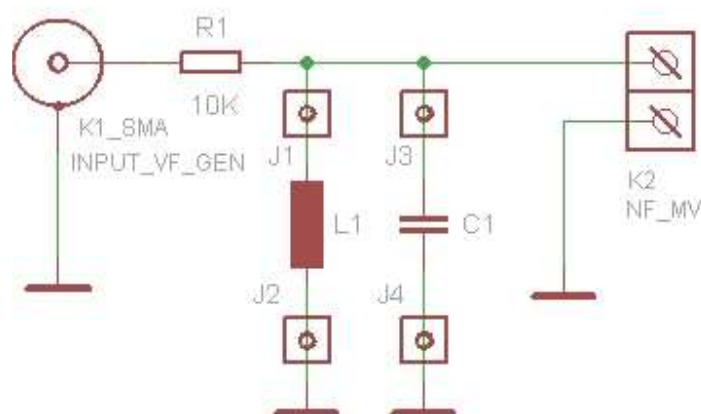 R1
10K
K1_SMA
INPUT_VF_GEN
J1
J3
L1
C1
J2
J4
K2
NF_MV